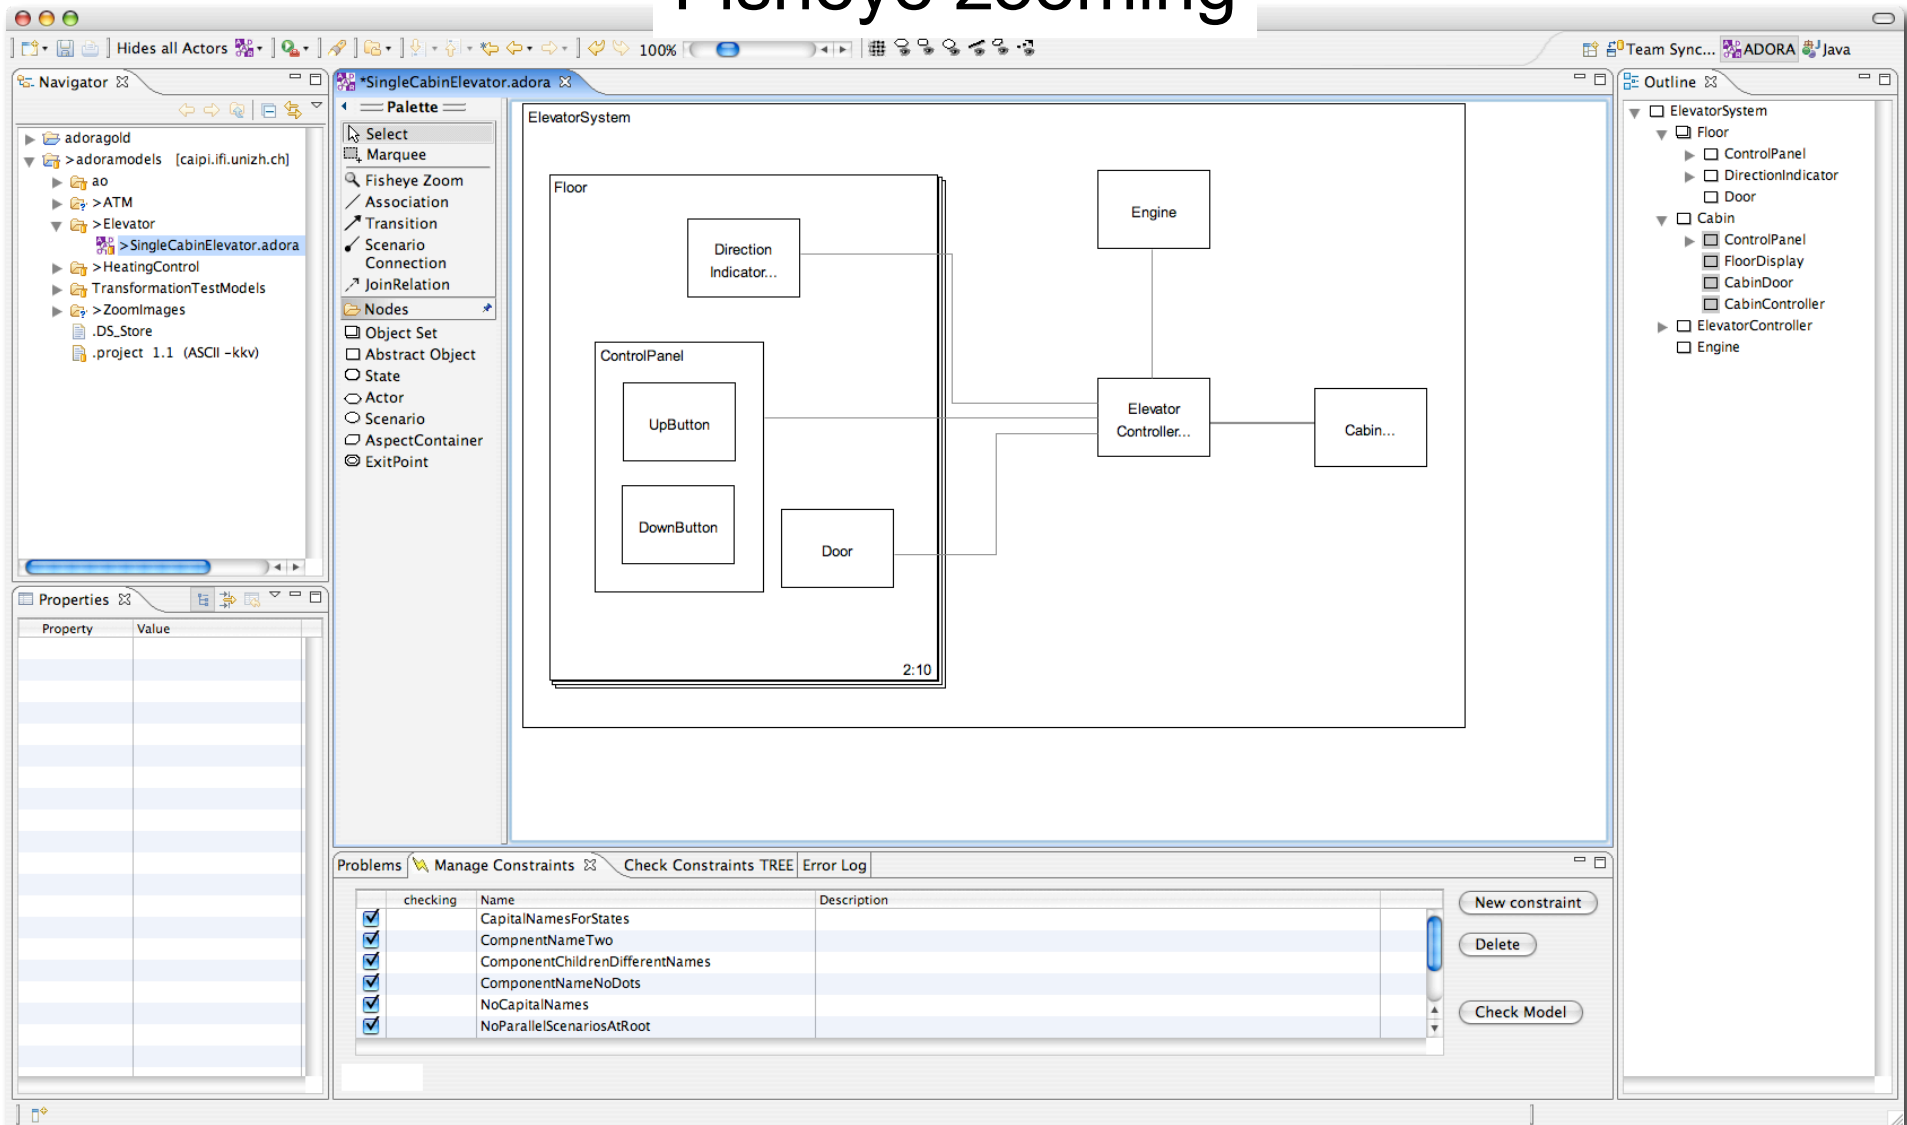 Fisheye zooming
Hides all Actors
100%
Team Sync...
ADORA
Java
Navigator
adoragold
>adoramodels [caipi.ifi.unizh.ch]
ao
>ATM
>Elevator
>SingleCabinElevator.adora
>HeatingControl
TransformationTestModels
>ZoomImages
.DS_Store
.project 1.1 (ASCII -kkv)
Properties
Property Value
*SingleCabinElevator.adora
Palette
Select
Marquee
Fisheye Zoom
Association
Transition
Scenario
Connection
JoinRelation
Nodes
Object Set
Abstract Object
State
Actor
Scenario
AspectContainer
ExitPoint
ElevatorSystem
Floor
Direction
Indicator...
ControlPanel
UpButton
DownButton
Door
2:10
Engine
Elevator
Controller...
Cabin...
Problems
Manage Constraints
Check Constraints TREE
Error Log
checking Name Description
CapitalNamesForStates
CompnentNameTwo
ComponentChildrenDifferentNames
ComponentNameNoDots
NoCapitalNames
NoParallelScenariosAtRoot
New constraint
Delete
Check Model
Outline
ElevatorSystem
Floor
ControlPanel
DirectionIndicator
Door
Cabin
ControlPanel
FloorDisplay
CabinDoor
CabinController
ElevatorController
Engine